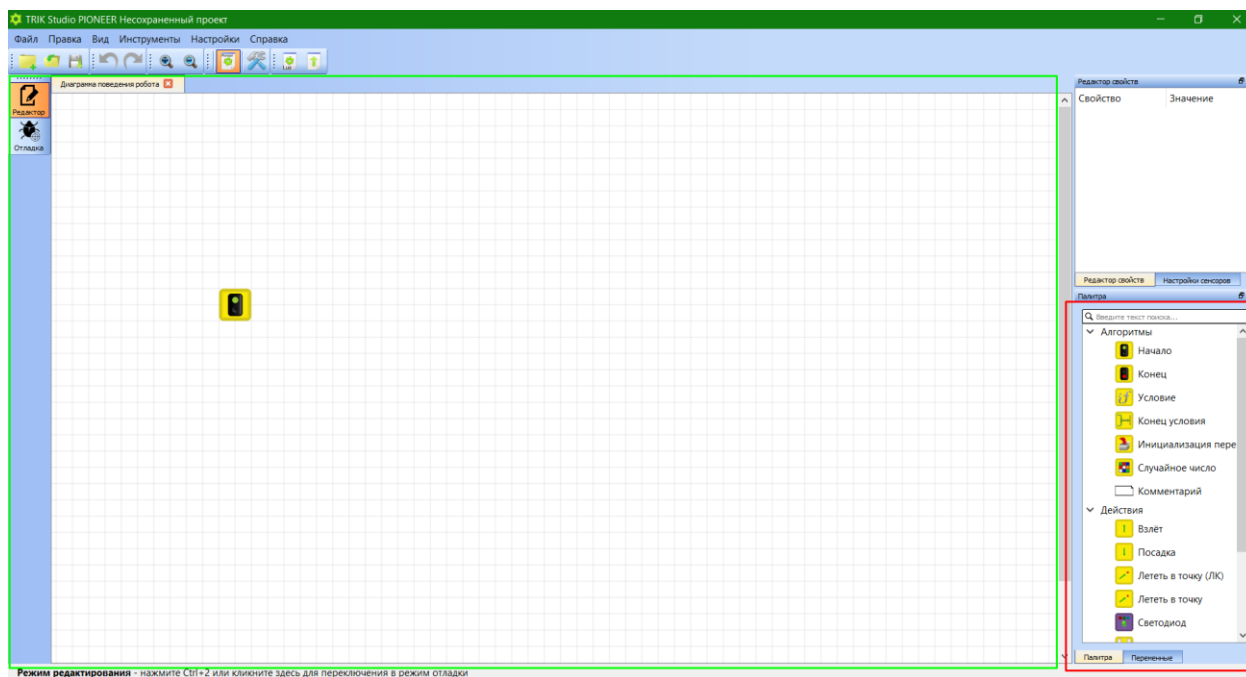 TRIK Studio PIONEER Несохраненный проект
Файл Правка Вид Инструменты Настройки Справка
Диаграмма поведения робота
Редактор
Отладка
Редактор свойств
Свойство Значение
Редактор свойств Настройки сенсоров
Палитра
Введите текст поиска...
Алгоритмы
Начало
Конец
Условие
Конец условия
Инициализация пере
Случайное число
Комментарий
Действия
Взлёт
Посадка
Лететь в точку (ЛК)
Лететь в точку
Светодиод
Палитра Переменные
Режим редактирования - нажмите Ctrl+2 или кликните здесь для переключения в режим отладки